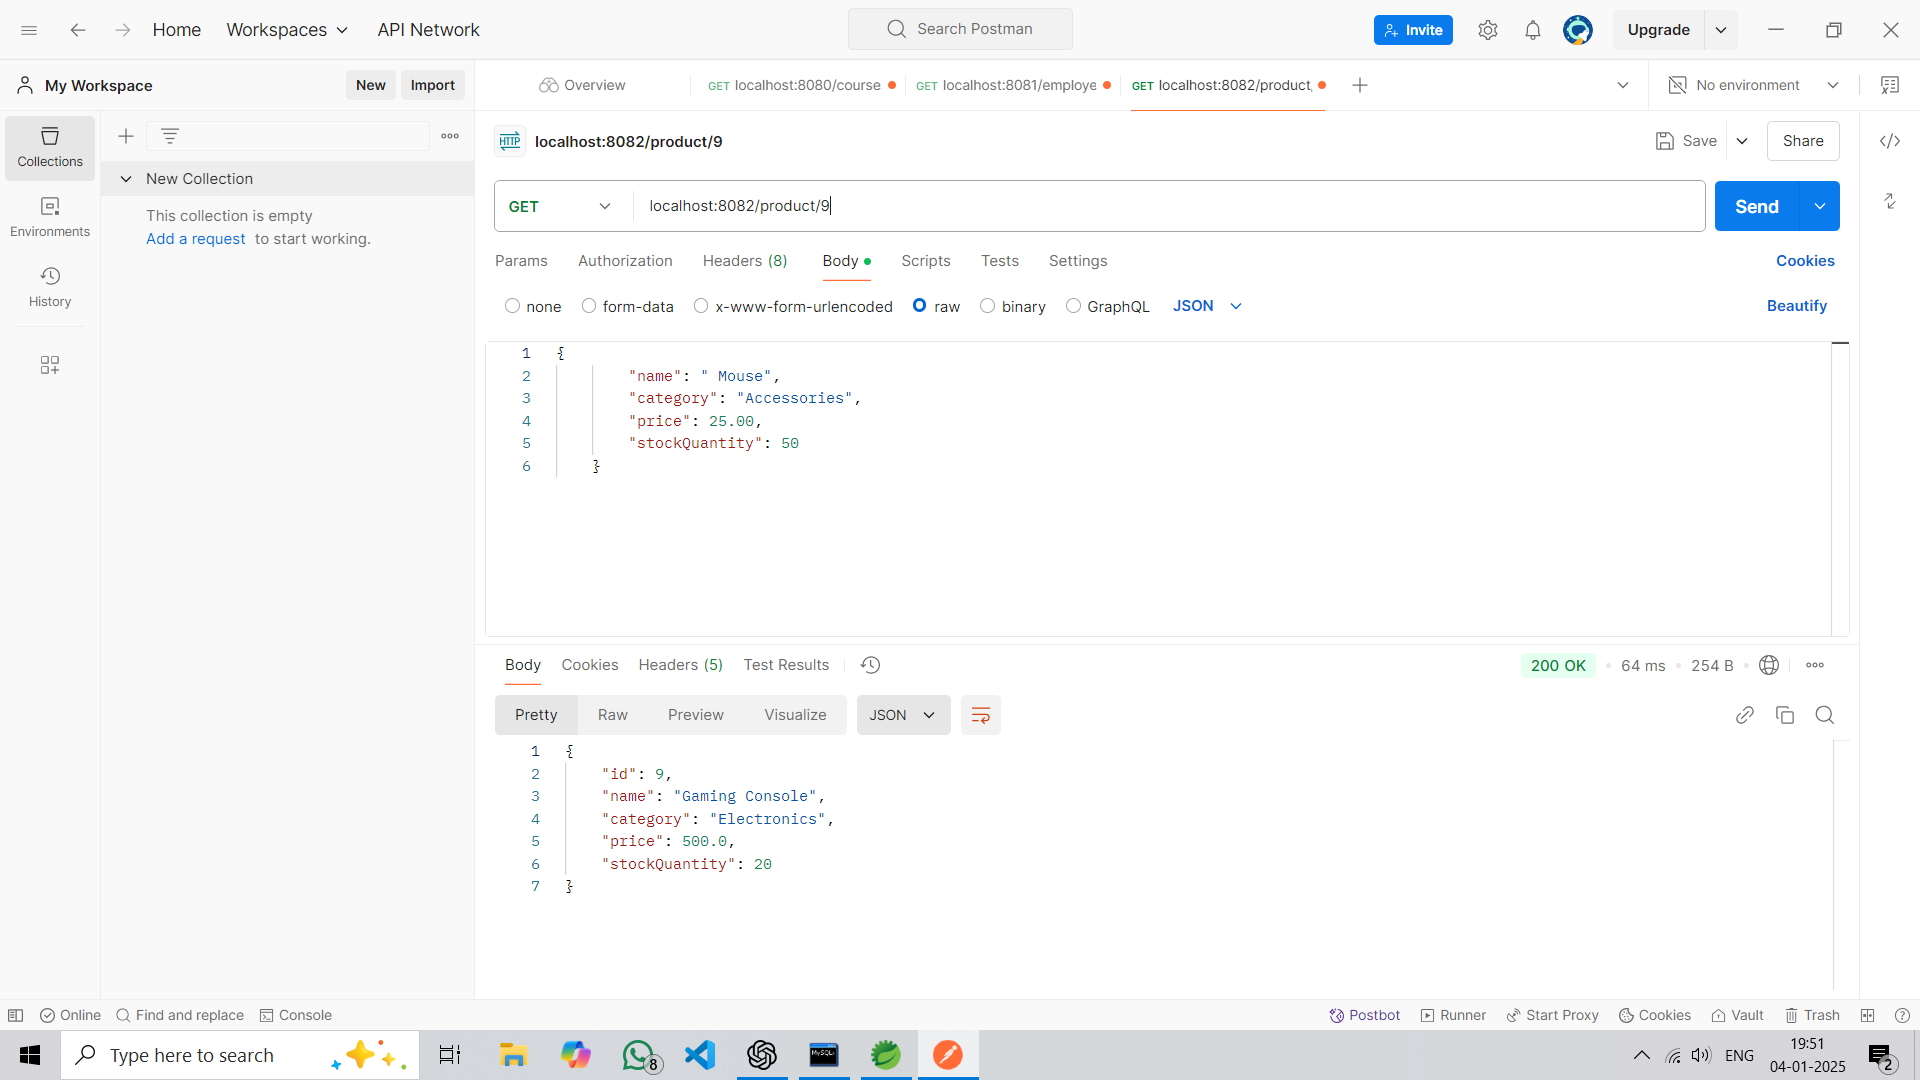 Home Workspaces API Network Search Postman Invite Upgrade
My Workspace New Import Overview GET localhost:8080/course GET localhost:8081/employe GET localhost:8082/product, No environment
Collections
Environments
History
New Collection
This collection is empty
Add a request to start working.
HTTP localhost:8082/product/9 Save Share
GET localhost:8082/product/9 Send
Params Authorization Headers (8) Body Scripts Tests Settings Cookies
none form-data x-www-form-urlencoded raw binary GraphQL JSON Beautify
1 {
2 "name": " Mouse",
3 "category": "Accessories",
4 "price": 25.00,
5 "stockQuantity": 50
6 }
Body Cookies Headers (5) Test Results 200 OK 64 ms 254 B
Pretty Raw Preview Visualize JSON
1 {
2 "id": 9,
3 "name": "Gaming Console",
4 "category": "Electronics",
5 "price": 500.0,
6 "stockQuantity": 20
7 }
Online Find and replace Console Postbot Runner Start Proxy Cookies Vault Trash
Type here to search 8 MySQL ENG 19:51
04-01-2025 2